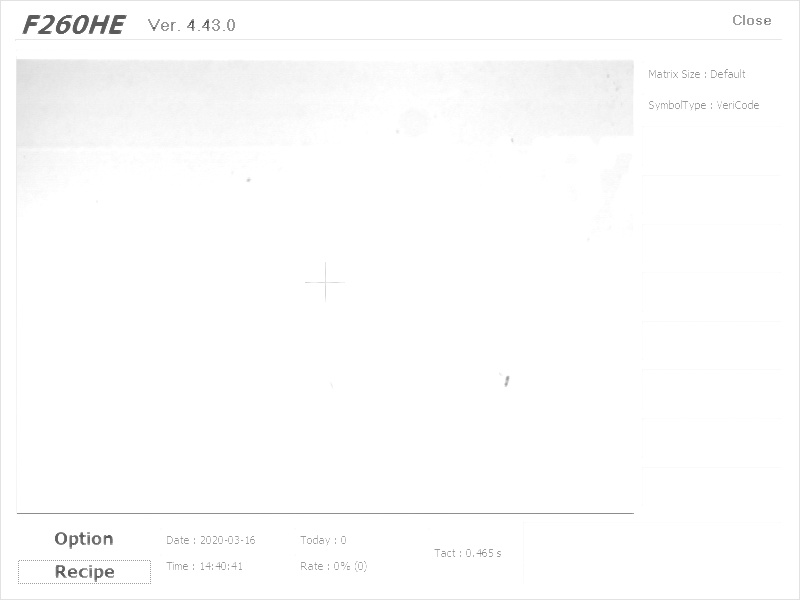 F260HE Ver. 4.43.0 Close
Matrix Size : Default
SymbolType : VeriCode
Option
Recipe
Date : 2020-03-16
Time : 14:40:41
Today : 0
Rate : 0% (0)
Tact : 0.465 s